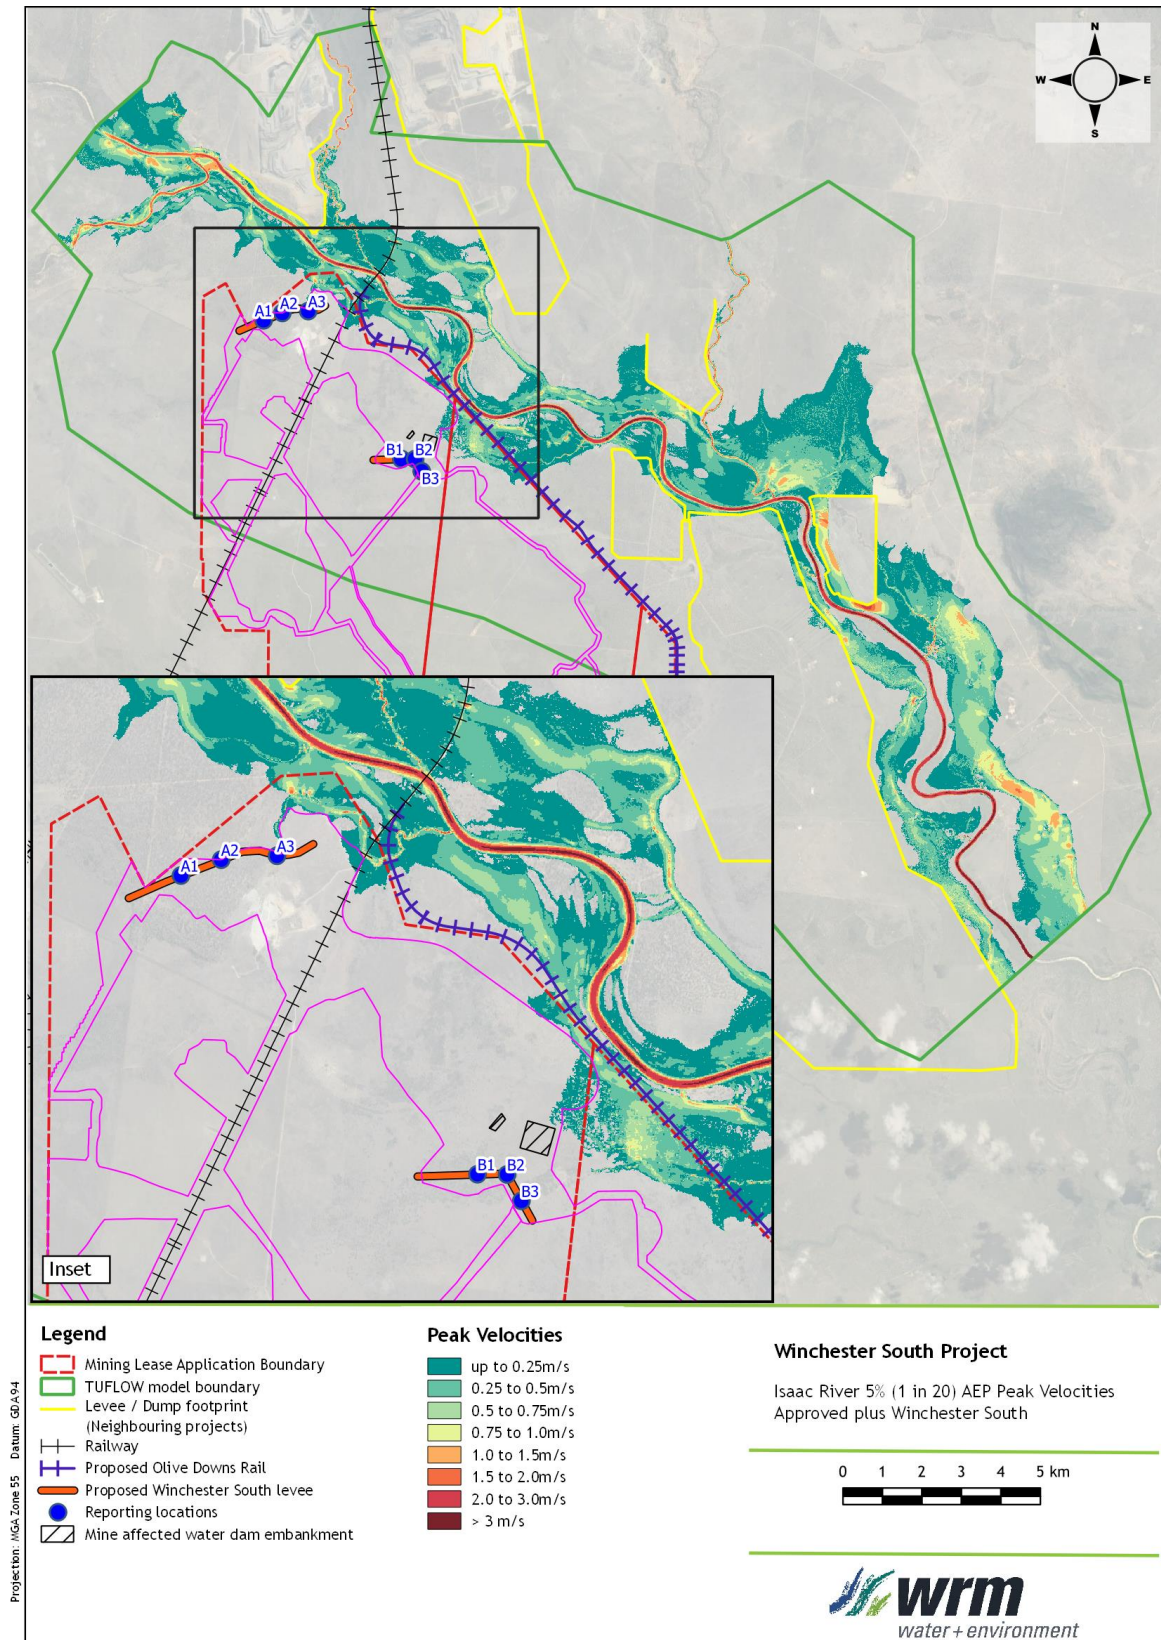 N
W
E
S
A1
A2
A3
B1
B2
B3
A1
A2
A3
B1
B2
B3
Inset
Legend
Mining Lease Application Boundary
TUFLOW model boundary
Levee / Dump footprint
(Neighbouring projects)
Railway
Proposed Olive Downs Rail
Proposed Winchester South levee
Reporting locations
Mine affected water dam embankment
Peak Velocities
up to 0.25m/s
0.25 to 0.5m/s
0.5 to 0.75m/s
0.75 to 1.0m/s
1.0 to 1.5m/s
1.5 to 2.0m/s
2.0 to 3.0m/s
> 3 m/s
Winchester South Project
Isaac River 5% (1 in 20) AEP Peak Velocities
Approved plus Winchester South
0 1 2 3 4 5 km
wrm
water + environment
Projection: MGA Zone 55 Datum: GDA94